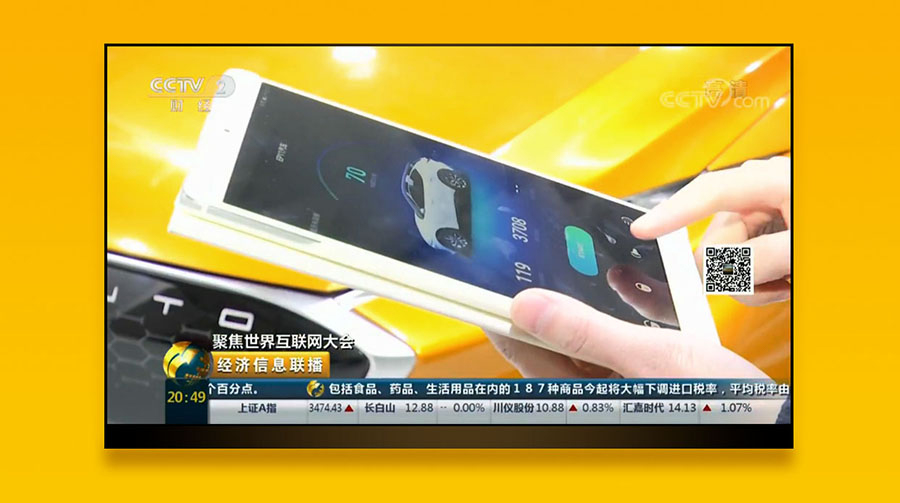 CCTV 2
财经
高清
CCTV.com
70
3708
119
NTO
聚焦世界互联网大会
经济信息联播
20:49
个百分点。 包括食品、药品、生活用品在内的１８７种商品今起将大幅下调进口税率，平均税率由
上证A指 3474.43▲ 长白山 12.88 -- 0.00% 川仪股份 10.88 ▲ 0.83% 汇嘉时代 14.13 ▲ 1.07%